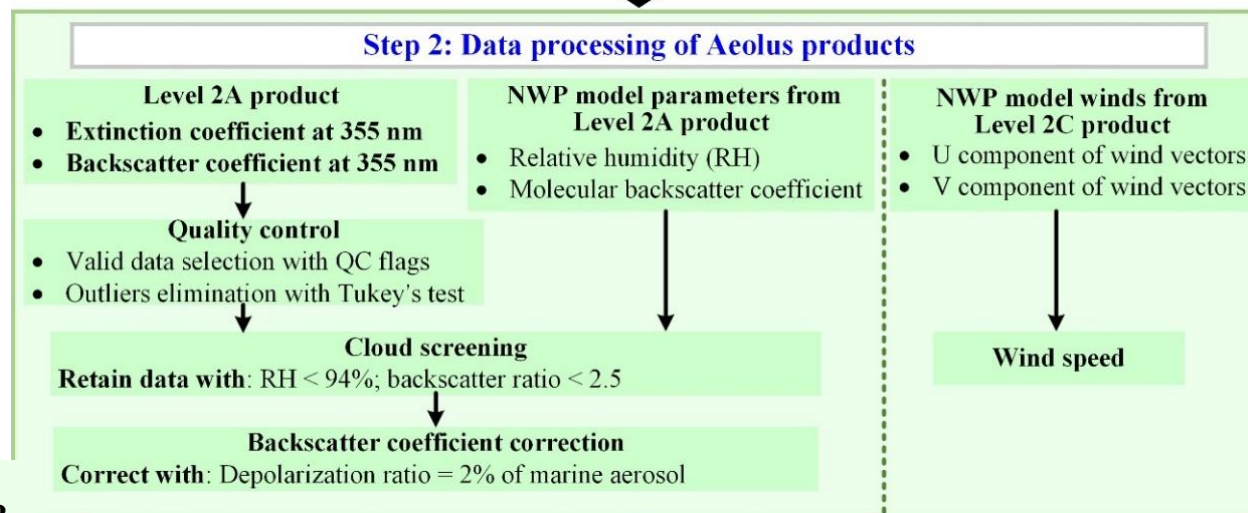 Step 2: Data processing of Aeolus products
Level 2A product
• Extinction coefficient at 355 nm
• Backscatter coefficient at 355 nm
NWP model parameters from
Level 2A product
• Relative humidity (RH)
• Molecular backscatter coefficient
NWP model winds from
Level 2C product
• U component of wind vectors
• V component of wind vectors
Quality control
• Valid data selection with QC flags
• Outliers elimination with Tukey's test
Cloud screening
Retain data with: RH < 94%; backscatter ratio < 2.5
Wind speed
Backscatter coefficient correction
Correct with: Depolarization ratio = 2% of marine aerosol